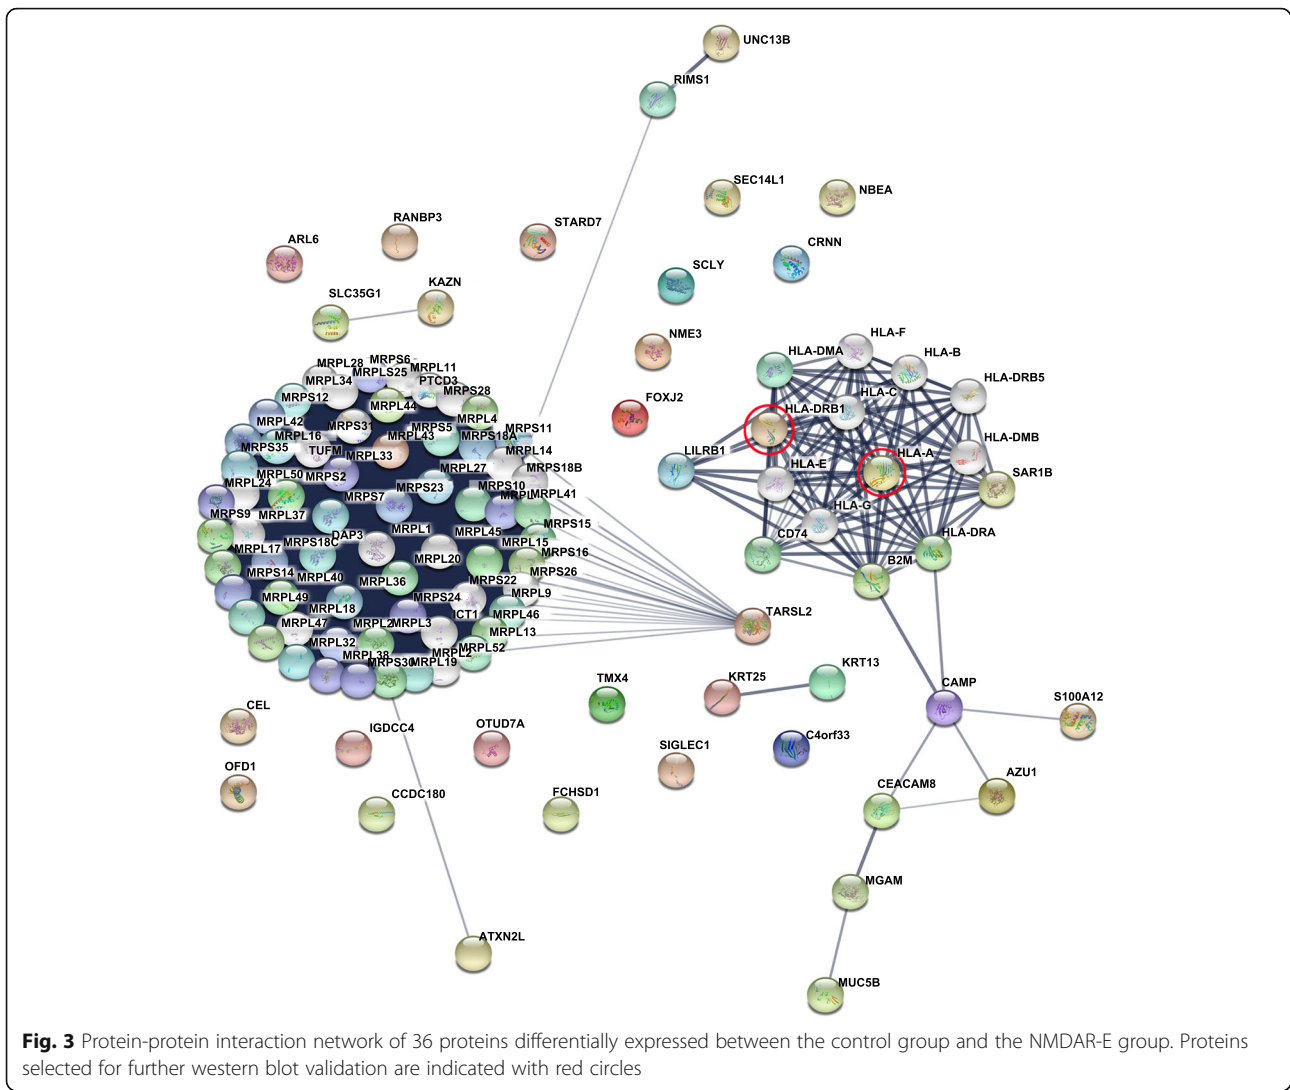 UNC13B
RIMS1
SEC14L1
NBEA
RANBP3
STARD7
ARL6
CRNN
SCLY
SLC35G1
KAZN
NME3
HLA-F
HLA-DMA
HLA-B
HLA-DRB5
HLA-C
HLA-DRB1
FOXJ2
HLA-DMB
HLA-A
LILRB1
HLA-E
SAR1B
HLA-G
CD74
HLA-DRA
B2M
MRPS6
MRPL28
MRPL11
MRPLS25
MRPL34
PTCD3
MRPS28
MRPS12
MRPL44
MRPL4
MRPL42
MRPS31
MRPS5
MRPS11
MRPL16
MRPL43
MRPS18A
MRPS35
TUFM
MRPL33
MRPL14
MRPL27
MRPS18B
MRPL50
MRPS2
MRPL24
MRPS23
MRPS10
MRPL41
MRPS7
MRPS9
MRPL37
MRPS15
MRPL1
MRPL45
DAP3
MRPS18C
MRPL15
MRPL17
MRPL20
MRPS16
MRPS14
MRPL40
MRPL36
MRPS22
MRPS26
MRPL49
MRPS24
MRPL9
MRPL18
ICT1
MRPL46
MRPL47
MRPL3
MRPL13
MRPL32
MRPL52
MRPL38
MRPL2
MRPS30
MRPL19
TARSL2
TMX4
KRT25
KRT13
CAMP
S100A12
CEL
IGDCC4
OTUD7A
SIGLEC1
C4orf33
OFD1
CCDC180
FCHSD1
AZU1
CEACAM8
MGAM
ATXN2L
MUC5B
Fig. 3 Protein-protein interaction network of 36 proteins differentially expressed between the control group and the NMDAR-E group. Proteins
selected for further western blot validation are indicated with red circles